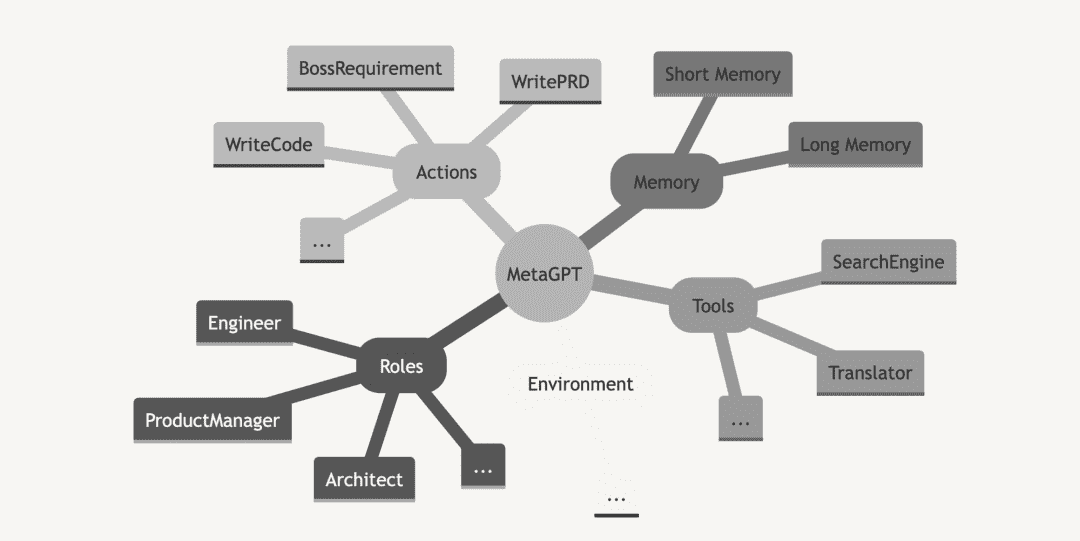 BossRequirement
WritePRD
Short Memory
WriteCode
Long Memory
Actions
Memory
...
SearchEngine
MetaGPT
Tools
Engineer
Roles
Translator
Environment
ProductManager
...
Architect
...
...